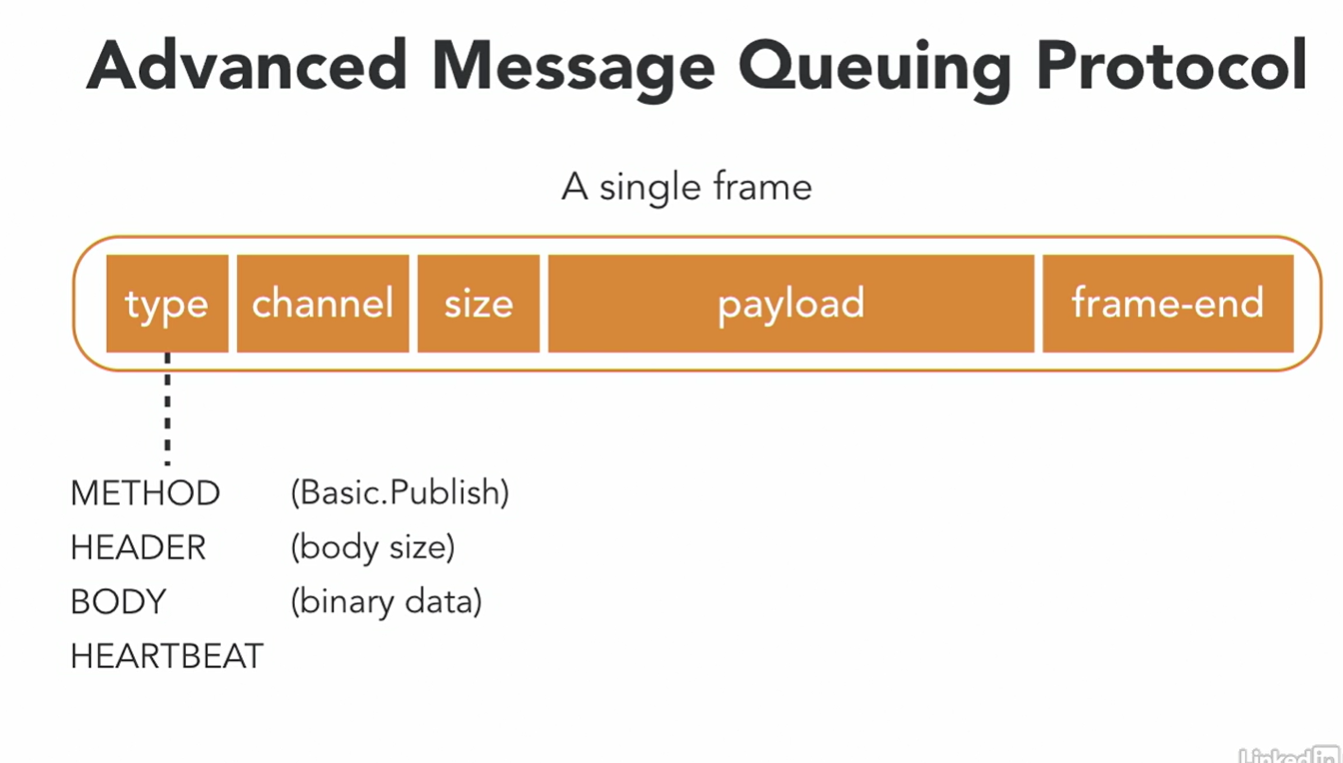 Advanced Message Queuing Protocol
A single frame
type channel size payload frame-end
METHOD (Basic.Publish)
HEADER (body size)
BODY (binary data)
HEARTBEAT
LinkedIn